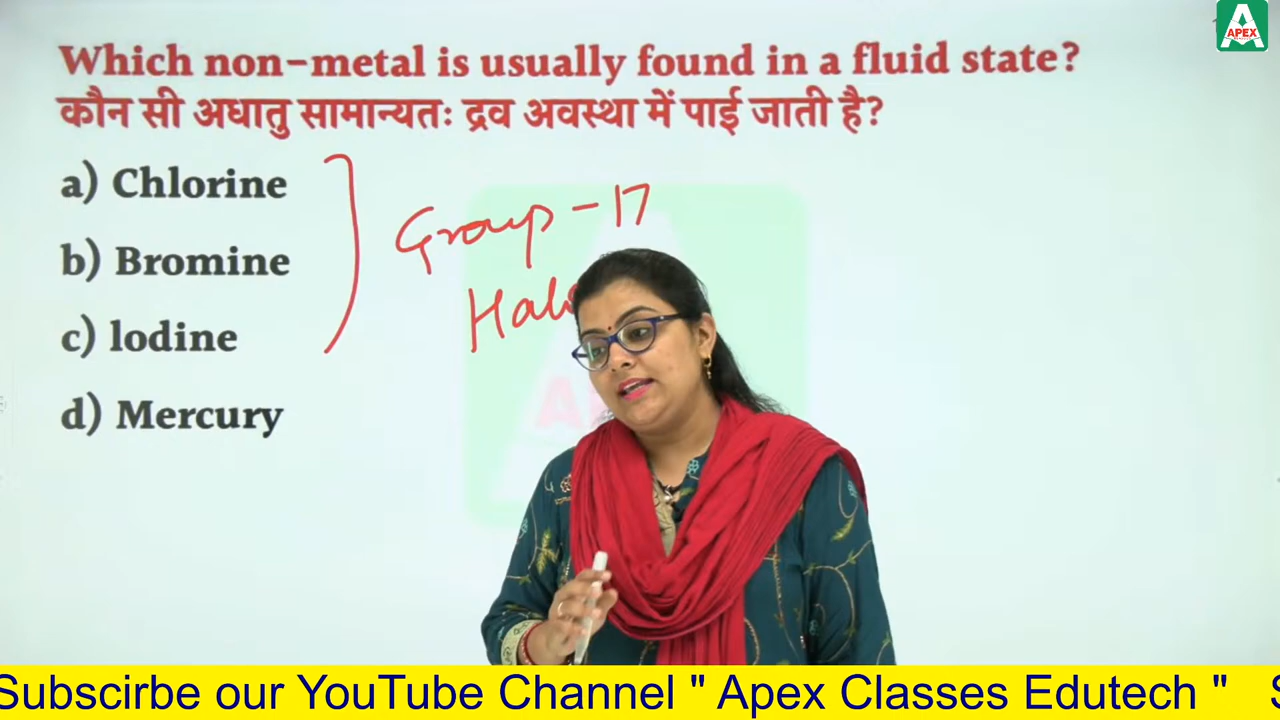 APEX
Which non-metal is usually found in a fluid state?
कौन सी अधातु सामान्यतः द्रव अवस्था में पाई जाती है?
a) Chlorine
b) Bromine
c) lodine
d) Mercury
Group - 17
Subscirbe our YouTube Channel " Apex Classes Edutech "